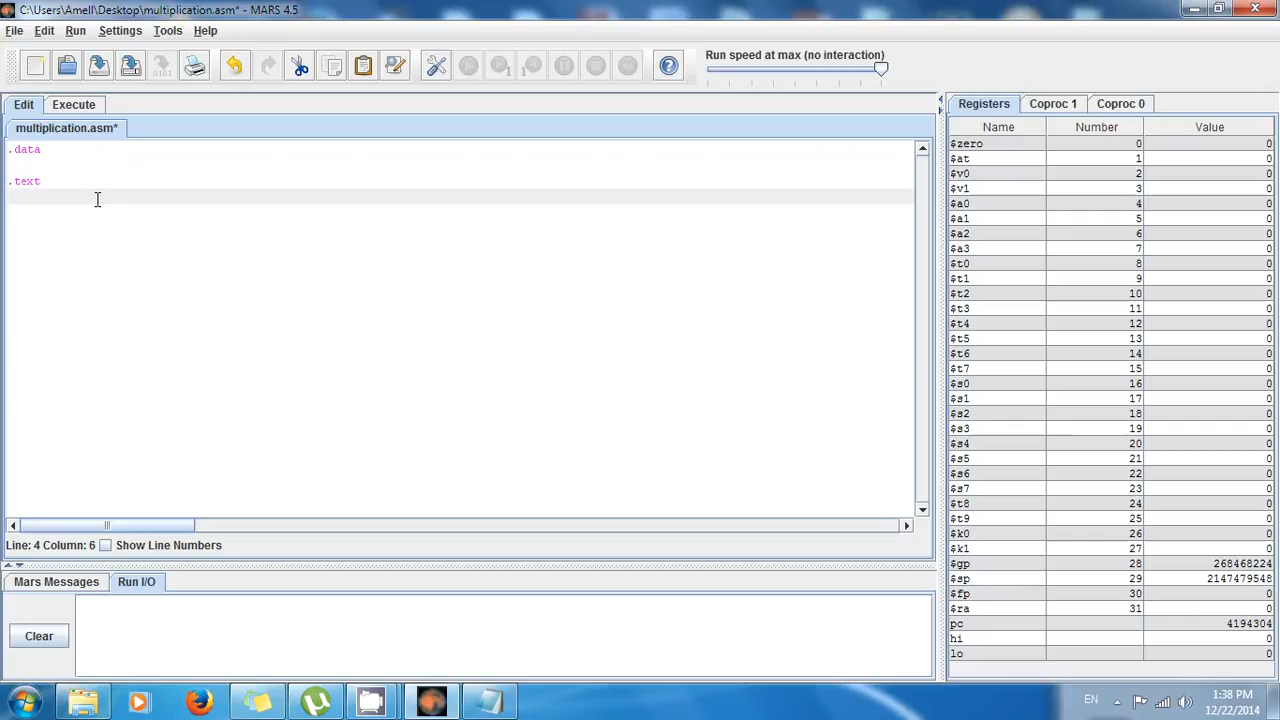 C:\Users\Amell\Desktop\multiplication.asm* - MARS 4.5
File Edit Run Settings Tools Help
Run speed at max (no interaction)
Edit Execute
multiplication.asm*
.data
.text
Line: 4 Column: 6 Show Line Numbers
Mars Messages Run I/O
Clear
Registers Coproc 1 Coproc 0
Name Number Value
$zero 0 0
$at 1 0
$v0 2 0
$v1 3 0
$a0 4 0
$a1 5 0
$a2 6 0
$a3 7 0
$t0 8 0
$t1 9 0
$t2 10 0
$t3 11 0
$t4 12 0
$t5 13 0
$t6 14 0
$t7 15 0
$s0 16 0
$s1 17 0
$s2 18 0
$s3 19 0
$s4 20 0
$s5 21 0
$s6 22 0
$s7 23 0
$t8 24 0
$t9 25 0
$k0 26 0
$k1 27 0
$gp 28 268468224
$sp 29 2147479548
$fp 30 0
$ra 31 0
pc 4194304
hi 0
lo 0
EN
1:38 PM
12/22/2014